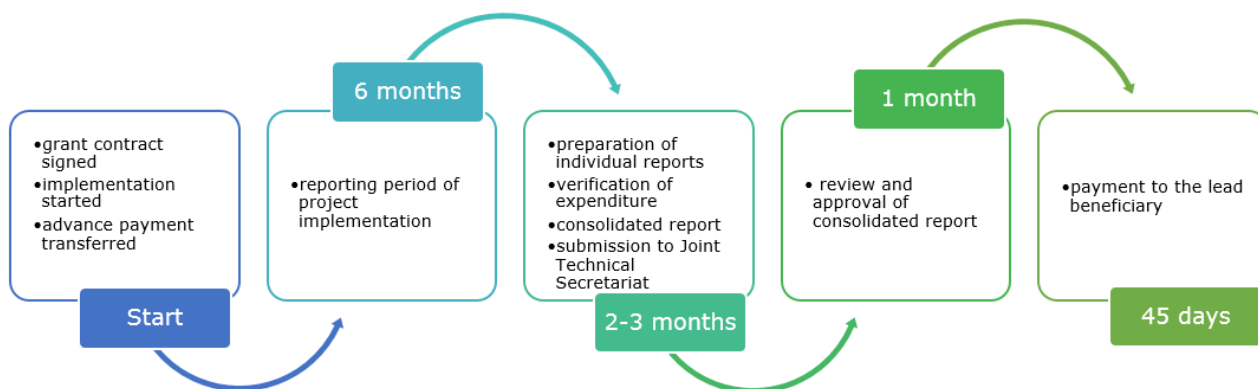 6 months
1 month
•grant contract
signed
•implementation
started
•advance payment
transferred
•reporting period of
project
implementation
•preparation of
individual reports
•verification of
expenditure
•consolidated report
•submission to Joint
Technical
Secretariat
• review and
approval of
consolidated report
•payment to the lead
beneficiary
Start
2-3 months
45 days